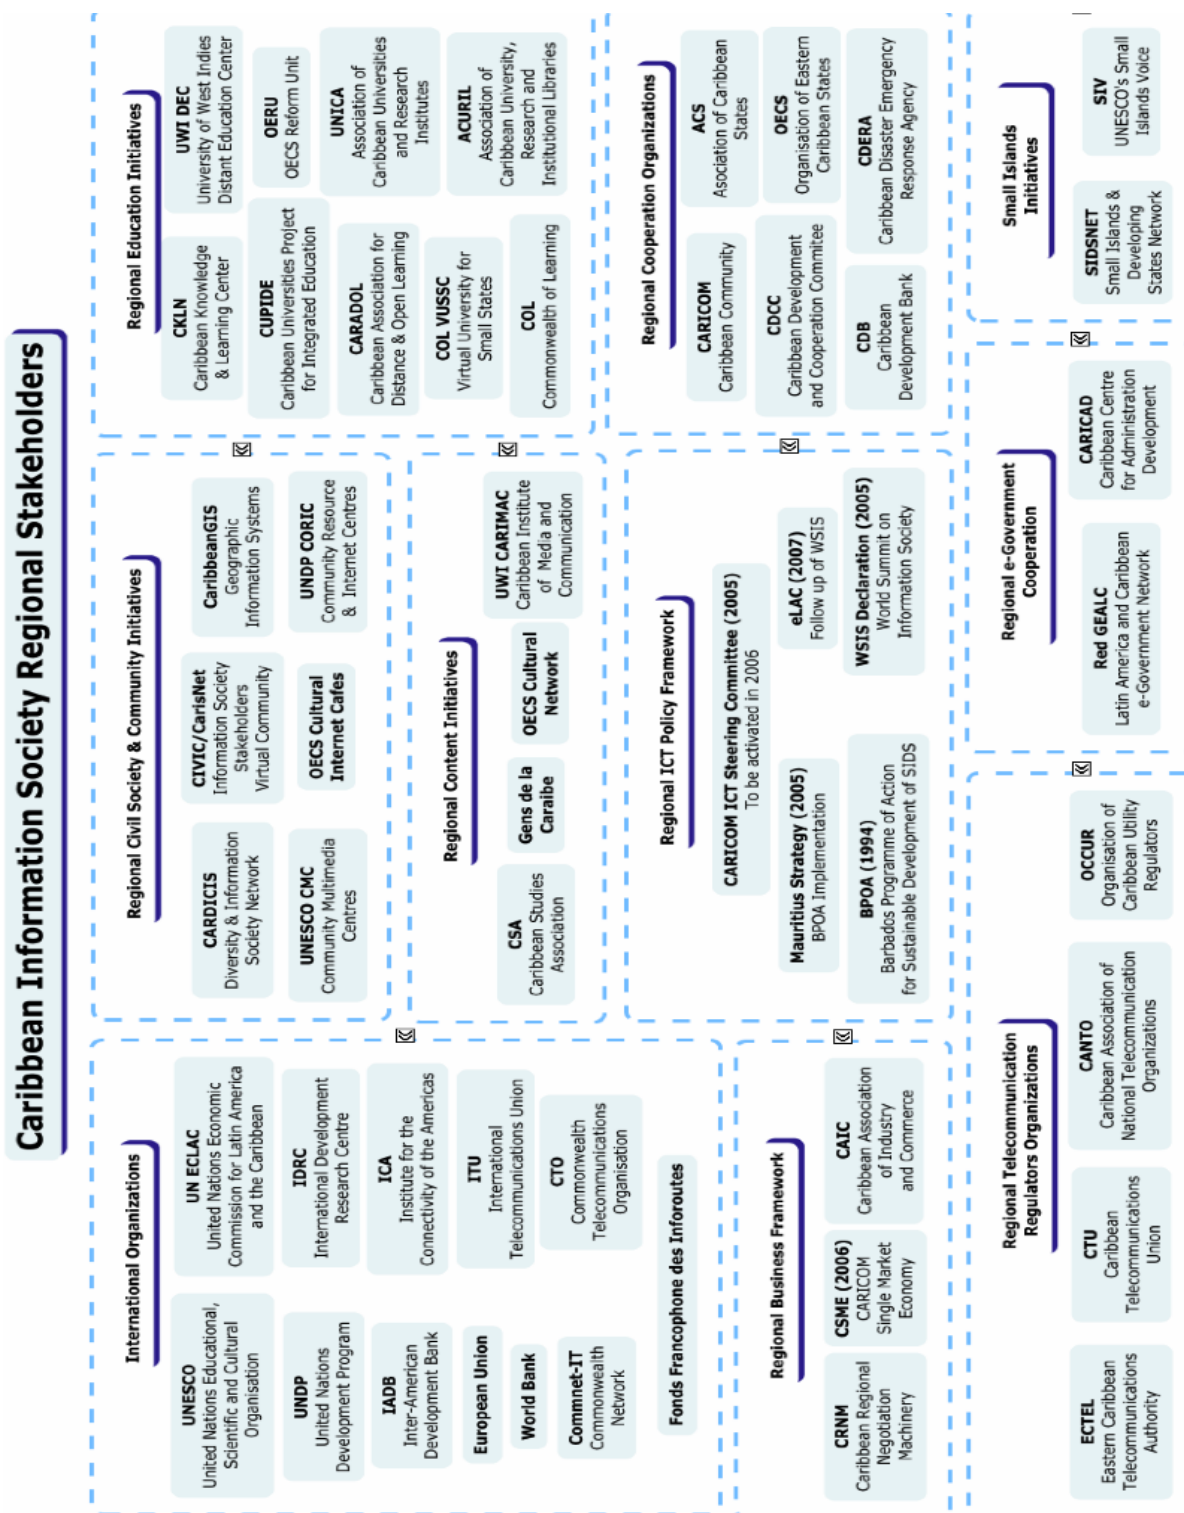 Caribbean Information Society Regional Stakeholders
International Organizations
UNESCO
United Nations Educational,
Scientific and Cultural
Organisation
UN ECLAC
United Nations Economic
Commission for Latin America
and the Caribbean
UNDP
United Nations
Development Program
IDRC
International Development
Research Centre
IADB
Inter-American
Development Bank
ICA
Institute for the
Connectivity of the Americas
European Union
ITU
International
Telecommunications Union
World Bank
Commnet-IT
Commonwealth
Network
CTO
Commonwealth
Telecommunications
Organisation
Fonds Francophone des Inforoutes
Regional Civil Society & Community Initiatives
CARDICIS
Diversity & Information
Society Network
CIVIC/CarisNet
Information Society
Stakeholders
Virtual Community
CaribbeanGIS
Geographic
Information Systems
UNESCO CMC
Community Multimedia
Centres
OECS Cultural
Internet Cafes
UNDP CORIC
Community Resource
& Internet Centres
Regional Education Initiatives
CKLN
Caribbean Knowledge
& Learning Center
UWI DEC
University of West Indies
Distant Education Center
CUPIDE
Caribbean Universities Project
for Integrated Education
OERU
OECS Reform Unit
CARADOL
Caribbean Association for
Distance & Open Learning
UNICA
Association of
Caribbean Universities
and Research
Institutes
COL VUSSC
Virtual University for
Small States
ACURIL
Association of
Caribbean University,
Research and
Institutional Libraries
COL
Commonwealth of Learning
Regional Content Initiatives
CSA
Caribbean Studies
Association
Gens de la
Caraibe
OECS Cultural
Network
UWI CARIMAC
Caribbean Institute
of Media and
Communication
Regional ICT Policy Framework
CARICOM ICT Steering Committee (2005)
To be activated in 2006
Mauritius Strategy (2005)
BPOA Implementation
eLAC (2007)
Follow up of WSIS
BPOA (1994)
Barbados Programme of Action
for Sustainable Development of SIDS
WSIS Declaration (2005)
World Summit on
Information Society
Regional Cooperation Organizations
CARICOM
Caribbean Community
ACS
Asociation of Caribbean
States
CDCC
Caribbean Development
and Cooperation Committee
OECS
Organisation of Eastern
Caribbean States
CDB
Caribbean
Development Bank
CDERA
Caribbean Disaster Emergency
Response Agency
Regional Business Framework
CRNM
Caribbean Regional
Negotiation
Machinery
CSME (2006)
CARICOM
Single Market
Economy
CAIC
Caribbean Association
of Industry
and Commerce
Regional Telecommunication
Regulators Organizations
ECTEL
Eastern Caribbean
Telecommunications
Authority
CTU
Caribbean
Telecommunications
Union
CANTO
Caribbean Association of
National Telecommunication
Organizations
OCCUR
Organisation of
Caribbean Utility
Regulators
Regional e-Government
Cooperation
Red GEALC
Latin America and Caribbean
e-Government Network
CARICAD
Caribbean Centre
for Administration
Development
Small Islands
Initiatives
SIDSNET
Small Islands &
Developing
States Network
SIV
UNESCO's Small
Islands Voice